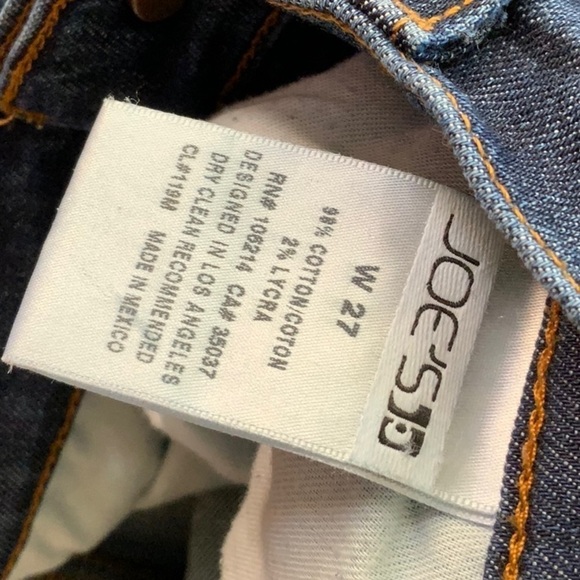 JOE'S
W 27
98% COTTON/COTON
2% LYCRA
RN# 106214 CA# 35037
DESIGNED IN LOS ANGELES
DRY CLEAN RECOMMENDED
CL#119M MADE IN MEXICO